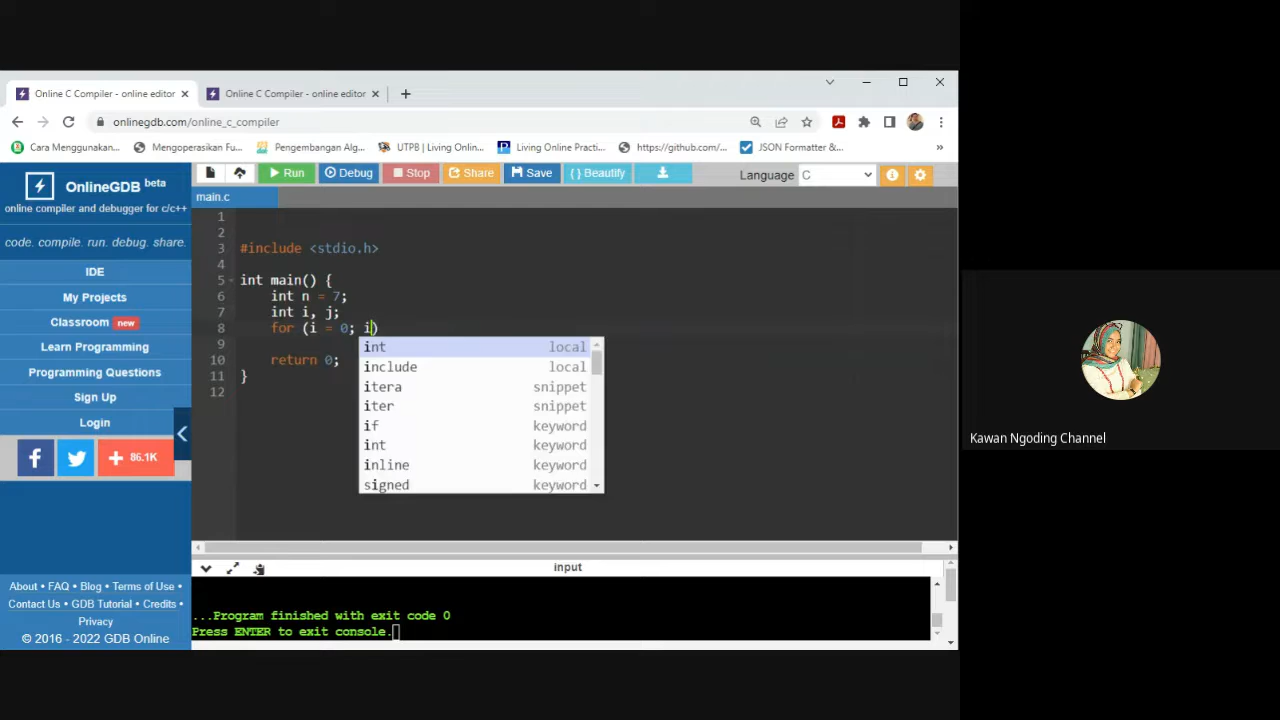 Online C Compiler - online editor
Online C Compiler - online editor
onlinegdb.com/online_c_compiler
Cara Menggunakan...
Mengoperasikan Fu...
Pengembangan Alg...
UTPB | Living Onlin...
Living Online Practi...
https://github.com/...
JSON Formatter &...
»
OnlineGDB beta
online compiler and debugger for c/c++
code. compile. run. debug. share.
IDE
My Projects
Classroom new
Learn Programming
Programming Questions
Sign Up
Login
86.1K
About • FAQ • Blog • Terms of Use •
Contact Us • GDB Tutorial • Credits •
Privacy
© 2016 - 2022 GDB Online
Run
Debug
Stop
Share
Save
{ } Beautify
Language C
main.c
1
2
3 #include <stdio.h>
4
5 int main() {
6 int n = 7;
7 int i, j;
8 for (i = 0; i)
9
10 return 0;
11 }
12
int local
include local
itera snippet
iter snippet
if keyword
int keyword
inline keyword
signed keyword
input
...Program finished with exit code 0
Press ENTER to exit console.
Kawan Ngoding Channel